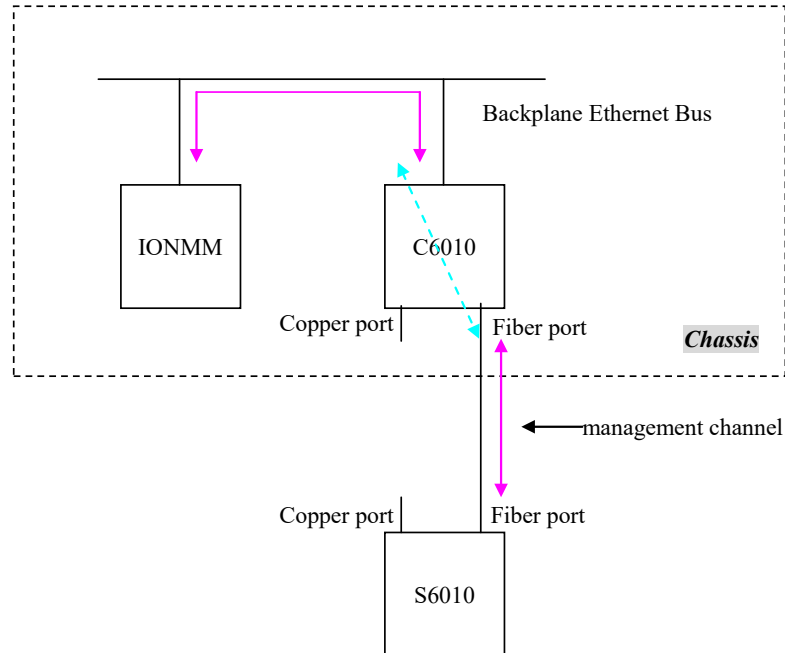 Backplane Ethernet Bus
IONMM
C6010
Copper port
Fiber port
Chassis
management channel
Copper port
Fiber port
S6010